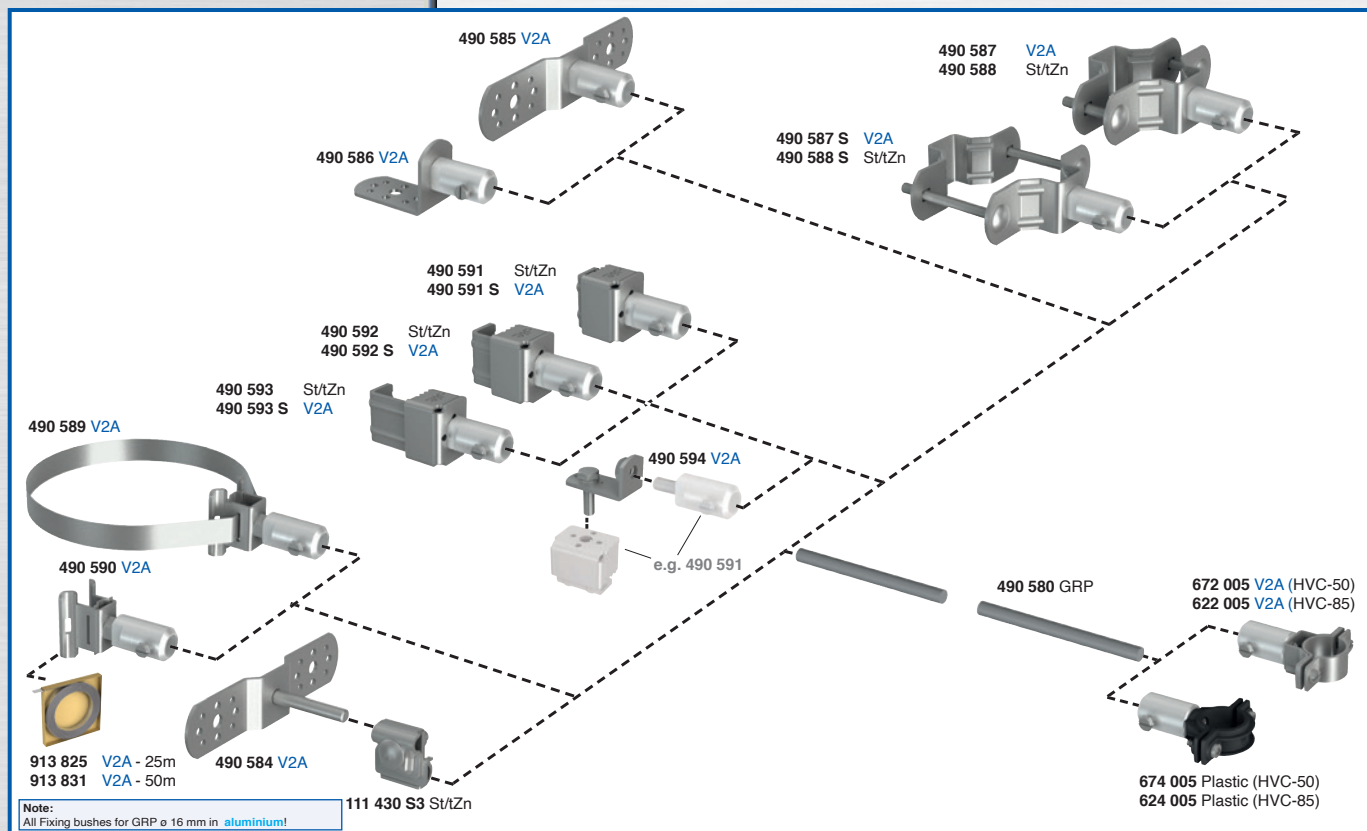 490 585 V2A
490 587 V2A
490 588 St/tZn
490 587 S V2A
490 588 S St/tZn
490 586 V2A
490 591 St/tZn
490 591 S V2A
490 592 St/tZn
490 592 S V2A
490 593 St/tZn
490 593 S V2A
490 589 V2A
490 594 V2A
e.g. 490 591
490 590 V2A
490 580 GRP
672 005 V2A (HVC-50)
622 005 V2A (HVC-85)
913 825 V2A - 25m
913 831 V2A - 50m
490 584 V2A
674 005 Plastic (HVC-50)
624 005 Plastic (HVC-85)
111 430 S3 St/tZn
Note:
All Fixing bushes for GRP ø 16 mm in aluminium!